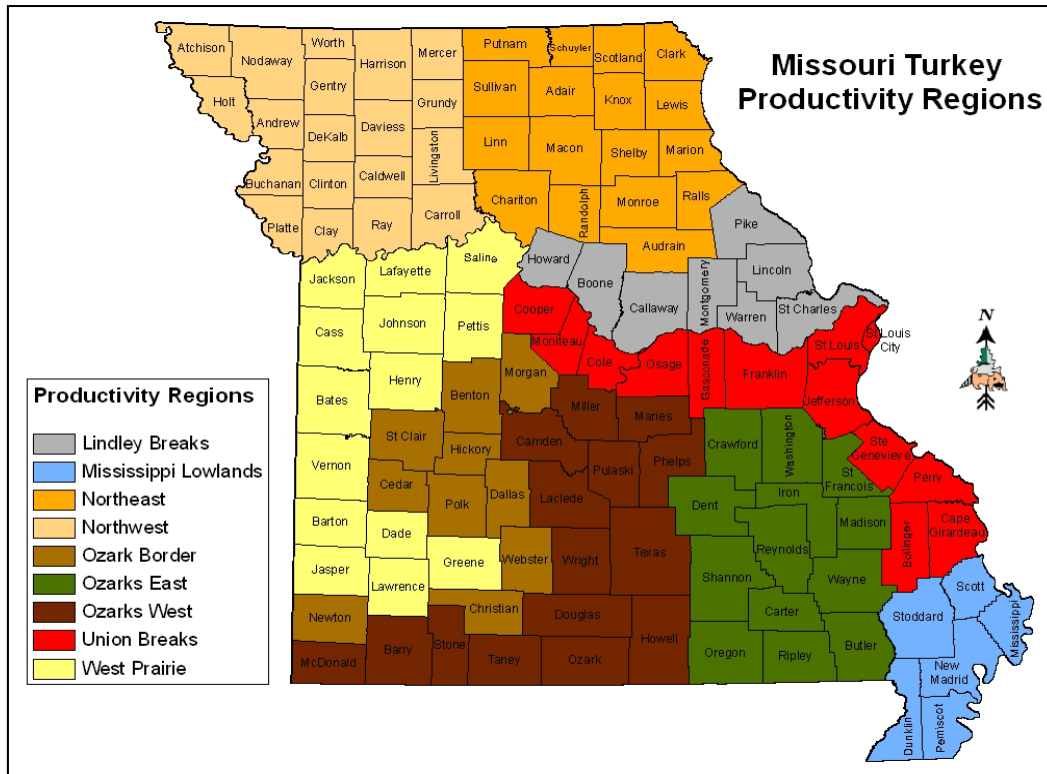 Missouri Turkey
Productivity Regions
Atchison
Nodaway
Worth
Harrison
Mercer
Putnam
Schuyler
Scotland
Clark
Holt
Gentry
Grundy
Sullivan
Adair
Knox
Lewis
Andrew
DeKalb
Daviess
Livingston
Linn
Macon
Shelby
Marion
Buchanan
Clinton
Caldwell
Chariton
Randolph
Monroe
Ralls
Platte
Clay
Ray
Carroll
Audrain
Pike
Jackson
Lafayette
Saline
Howard
Boone
Callaway
Montgomery
Lincoln
Warren
St Charles
Cass
Johnson
Pettis
Cooper
Moniteau
Cole
Osage
Gasconade
Franklin
St Louis
St Louis
City
Jefferson
N
Bates
Henry
Benton
Morgan
Miller
Maries
Crawford
Washington
Ste
Genevieve
Perry
St
Francois
Vernon
St Clair
Hickory
Camden
Pulaski
Phelps
Cedar
Polk
Dallas
Laclede
Dent
Iron
Madison
Bollinger
Cape
Girardeau
Barton
Dade
Jasper
Greene
Webster
Wright
Texas
Reynolds
Shannon
Wayne
Scott
Mississippi
Stoddard
Lawrence
Newton
Christian
Douglas
Howell
Carter
Butler
McDonald
Barry
Stone
Taney
Ozark
Oregon
Ripley
New
Madrid
Dunklin
Pemiscot
Productivity Regions
Lindley Breaks
Mississippi Lowlands
Northeast
Northwest
Ozark Border
Ozarks East
Ozarks West
Union Breaks
West Prairie